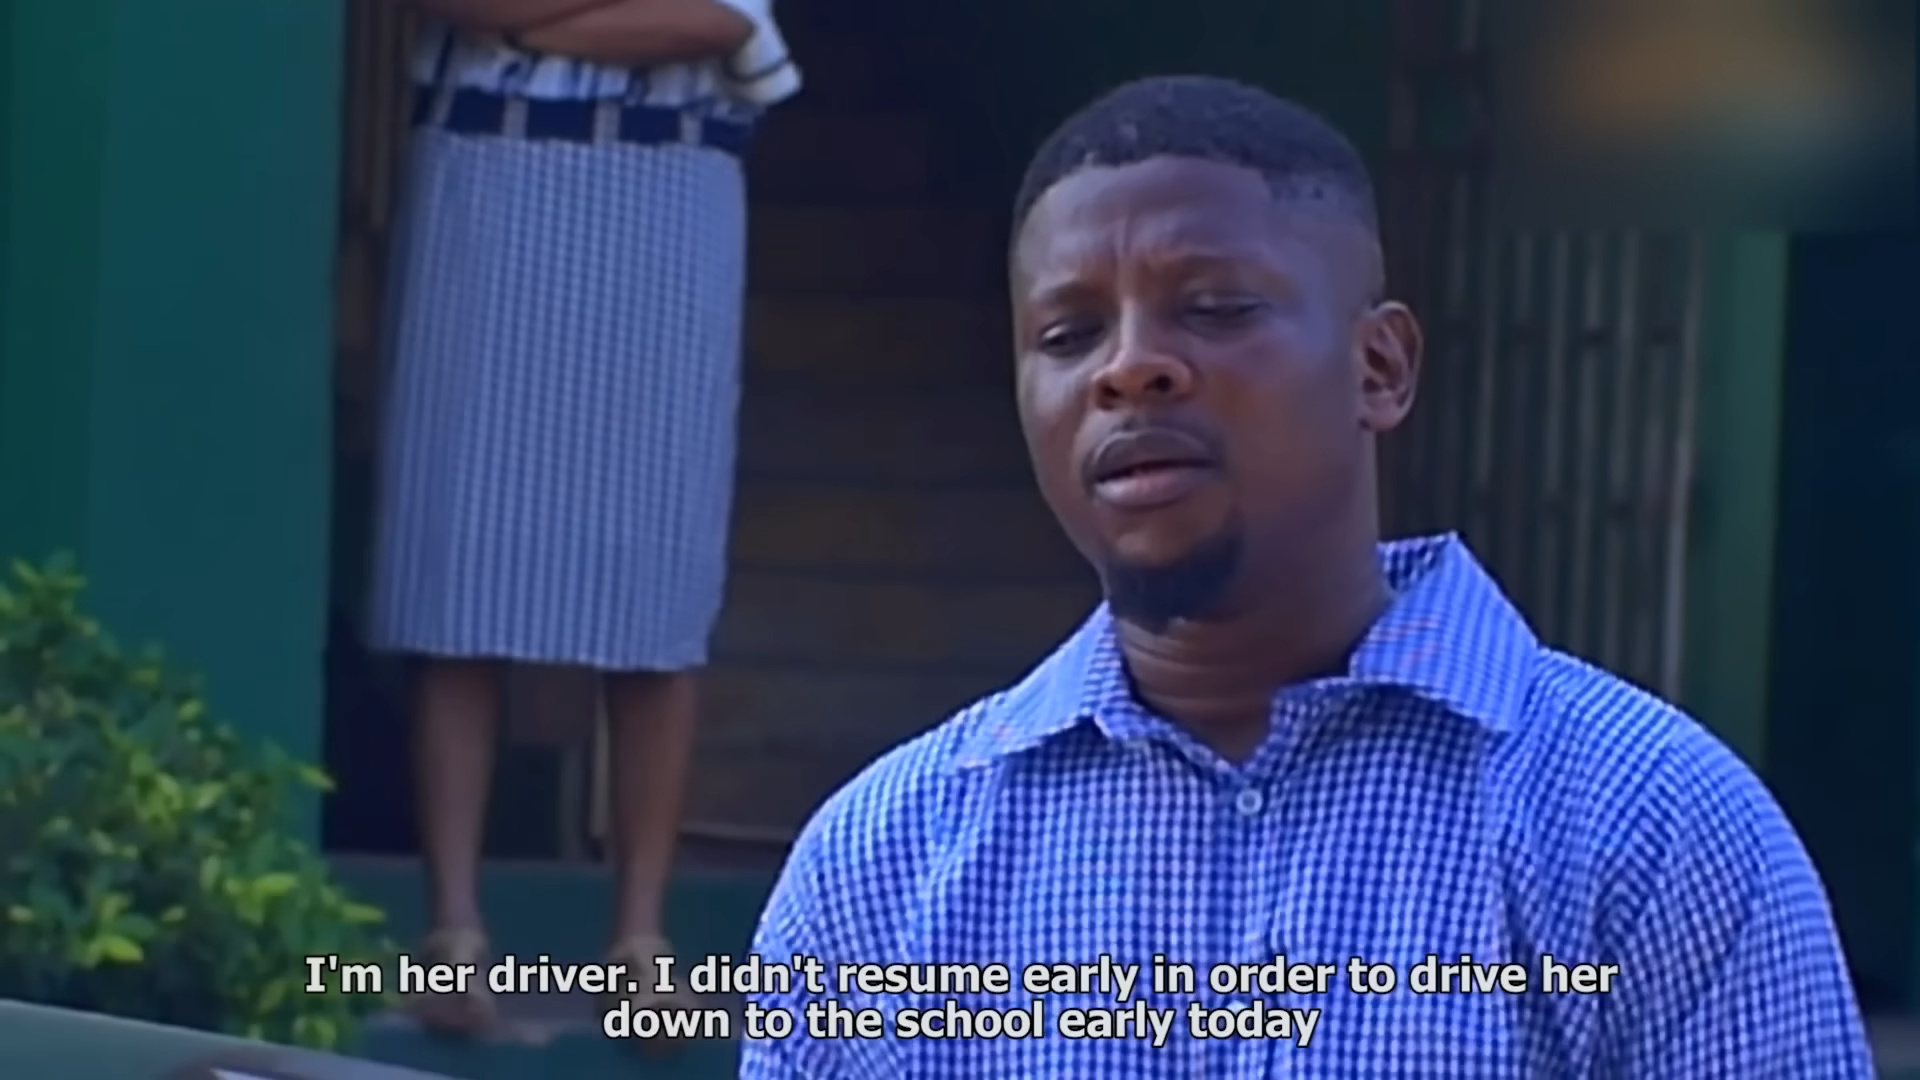 I'm her driver. I didn't resume early in order to drive her
down to the school early today